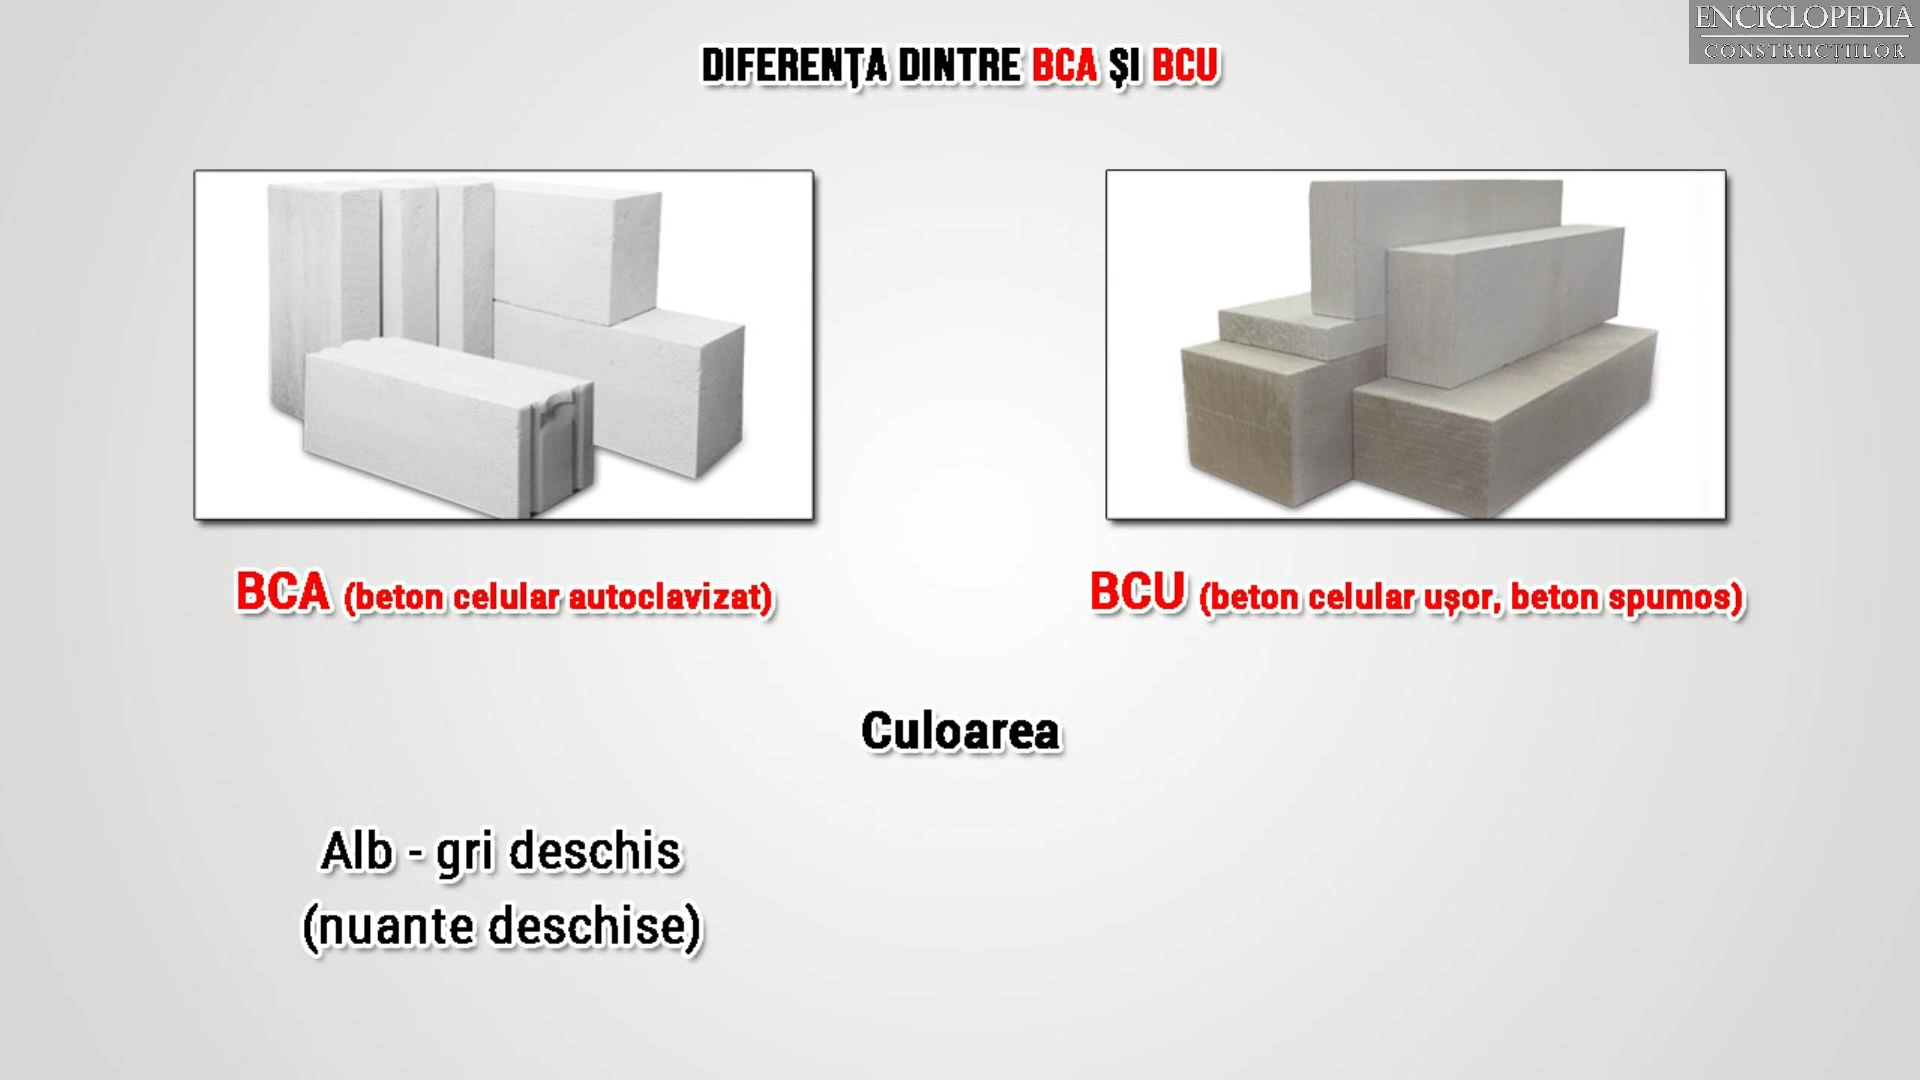 ENCICLOPEDIA
CONSTRUCȚIILOR
DIFERENȚA DINTRE BCA ȘI BCU
BCA (beton celular autoclavizat)
BCU (beton celular ușor, beton spumos)
Culoarea
Alb - gri deschis
(nuante deschise)